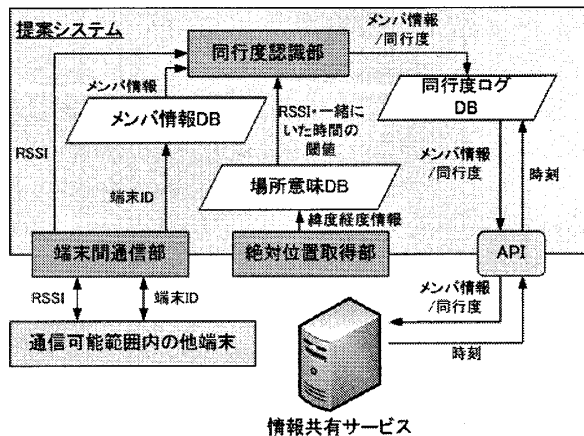 提案システム
メンバ情報
/同行度
同行度認識部
メンバ情報
同行度ログ
DB
メンバ情報DB
RSSI・一緒に
いた時間の
閾値
RSSI
メンバ情報
/同行度
時刻
場所意味DB
端末ID
緯度経度情報
端末間通信部
絶対位置取得部
API
RSSI
端末ID
メンバ情報
/同行度
通信可能範囲内の他端末
時刻
情報共有サービス